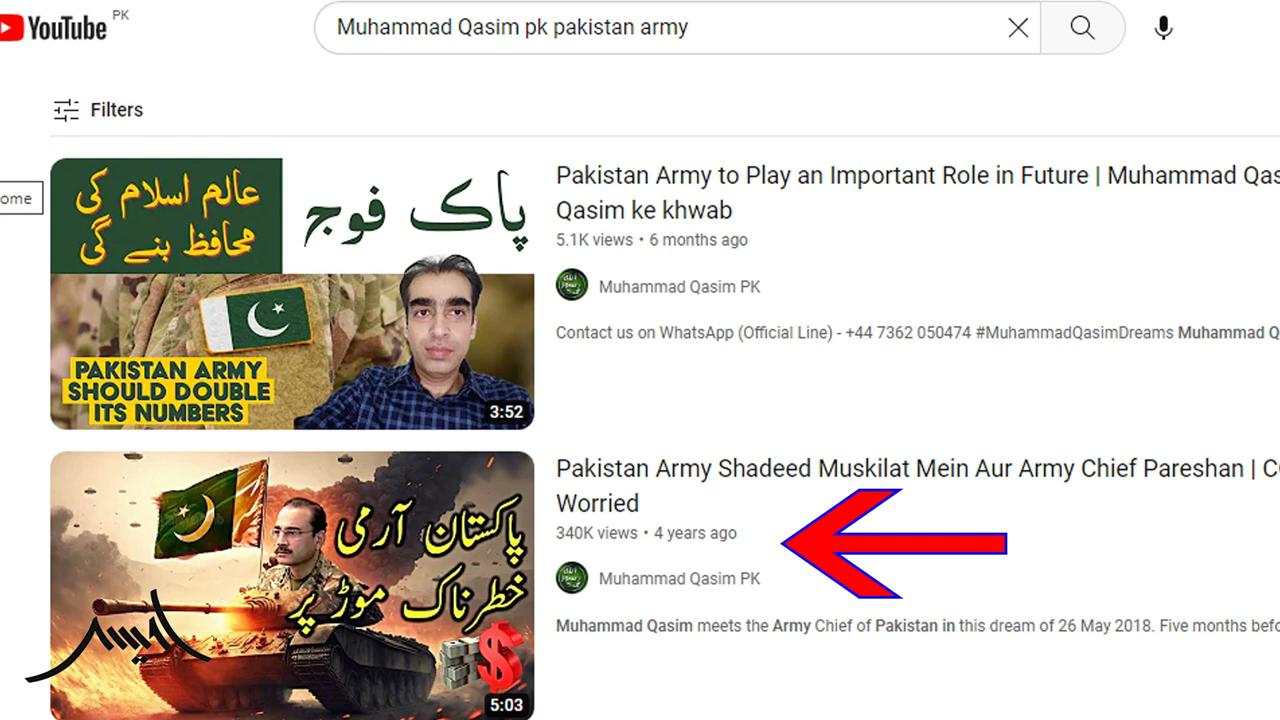 YouTube PK
Muhammad Qasim pk pakistan army
Filters
ome
عالم اسلام کی
محافظ بنے گی
پاک فوج
PAKISTAN ARMY
SHOULD DOUBLE
ITS NUMBERS
3:52
Pakistan Army to Play an Important Role in Future | Muhammad Qas
Qasim ke khwab
5.1K views • 6 months ago
Muhammad Qasim PK
Contact us on WhatsApp (Official Line) - +44 7362 050474 #MuhammadQasimDreams Muhammad Q
پاکستان آرمی
خطرناک موڑ پر
5:03
Pakistan Army Shadeed Muskilat Mein Aur Army Chief Pareshan | C
Worried
340K views • 4 years ago
Muhammad Qasim PK
Muhammad Qasim meets the Army Chief of Pakistan in this dream of 26 May 2018. Five months befo